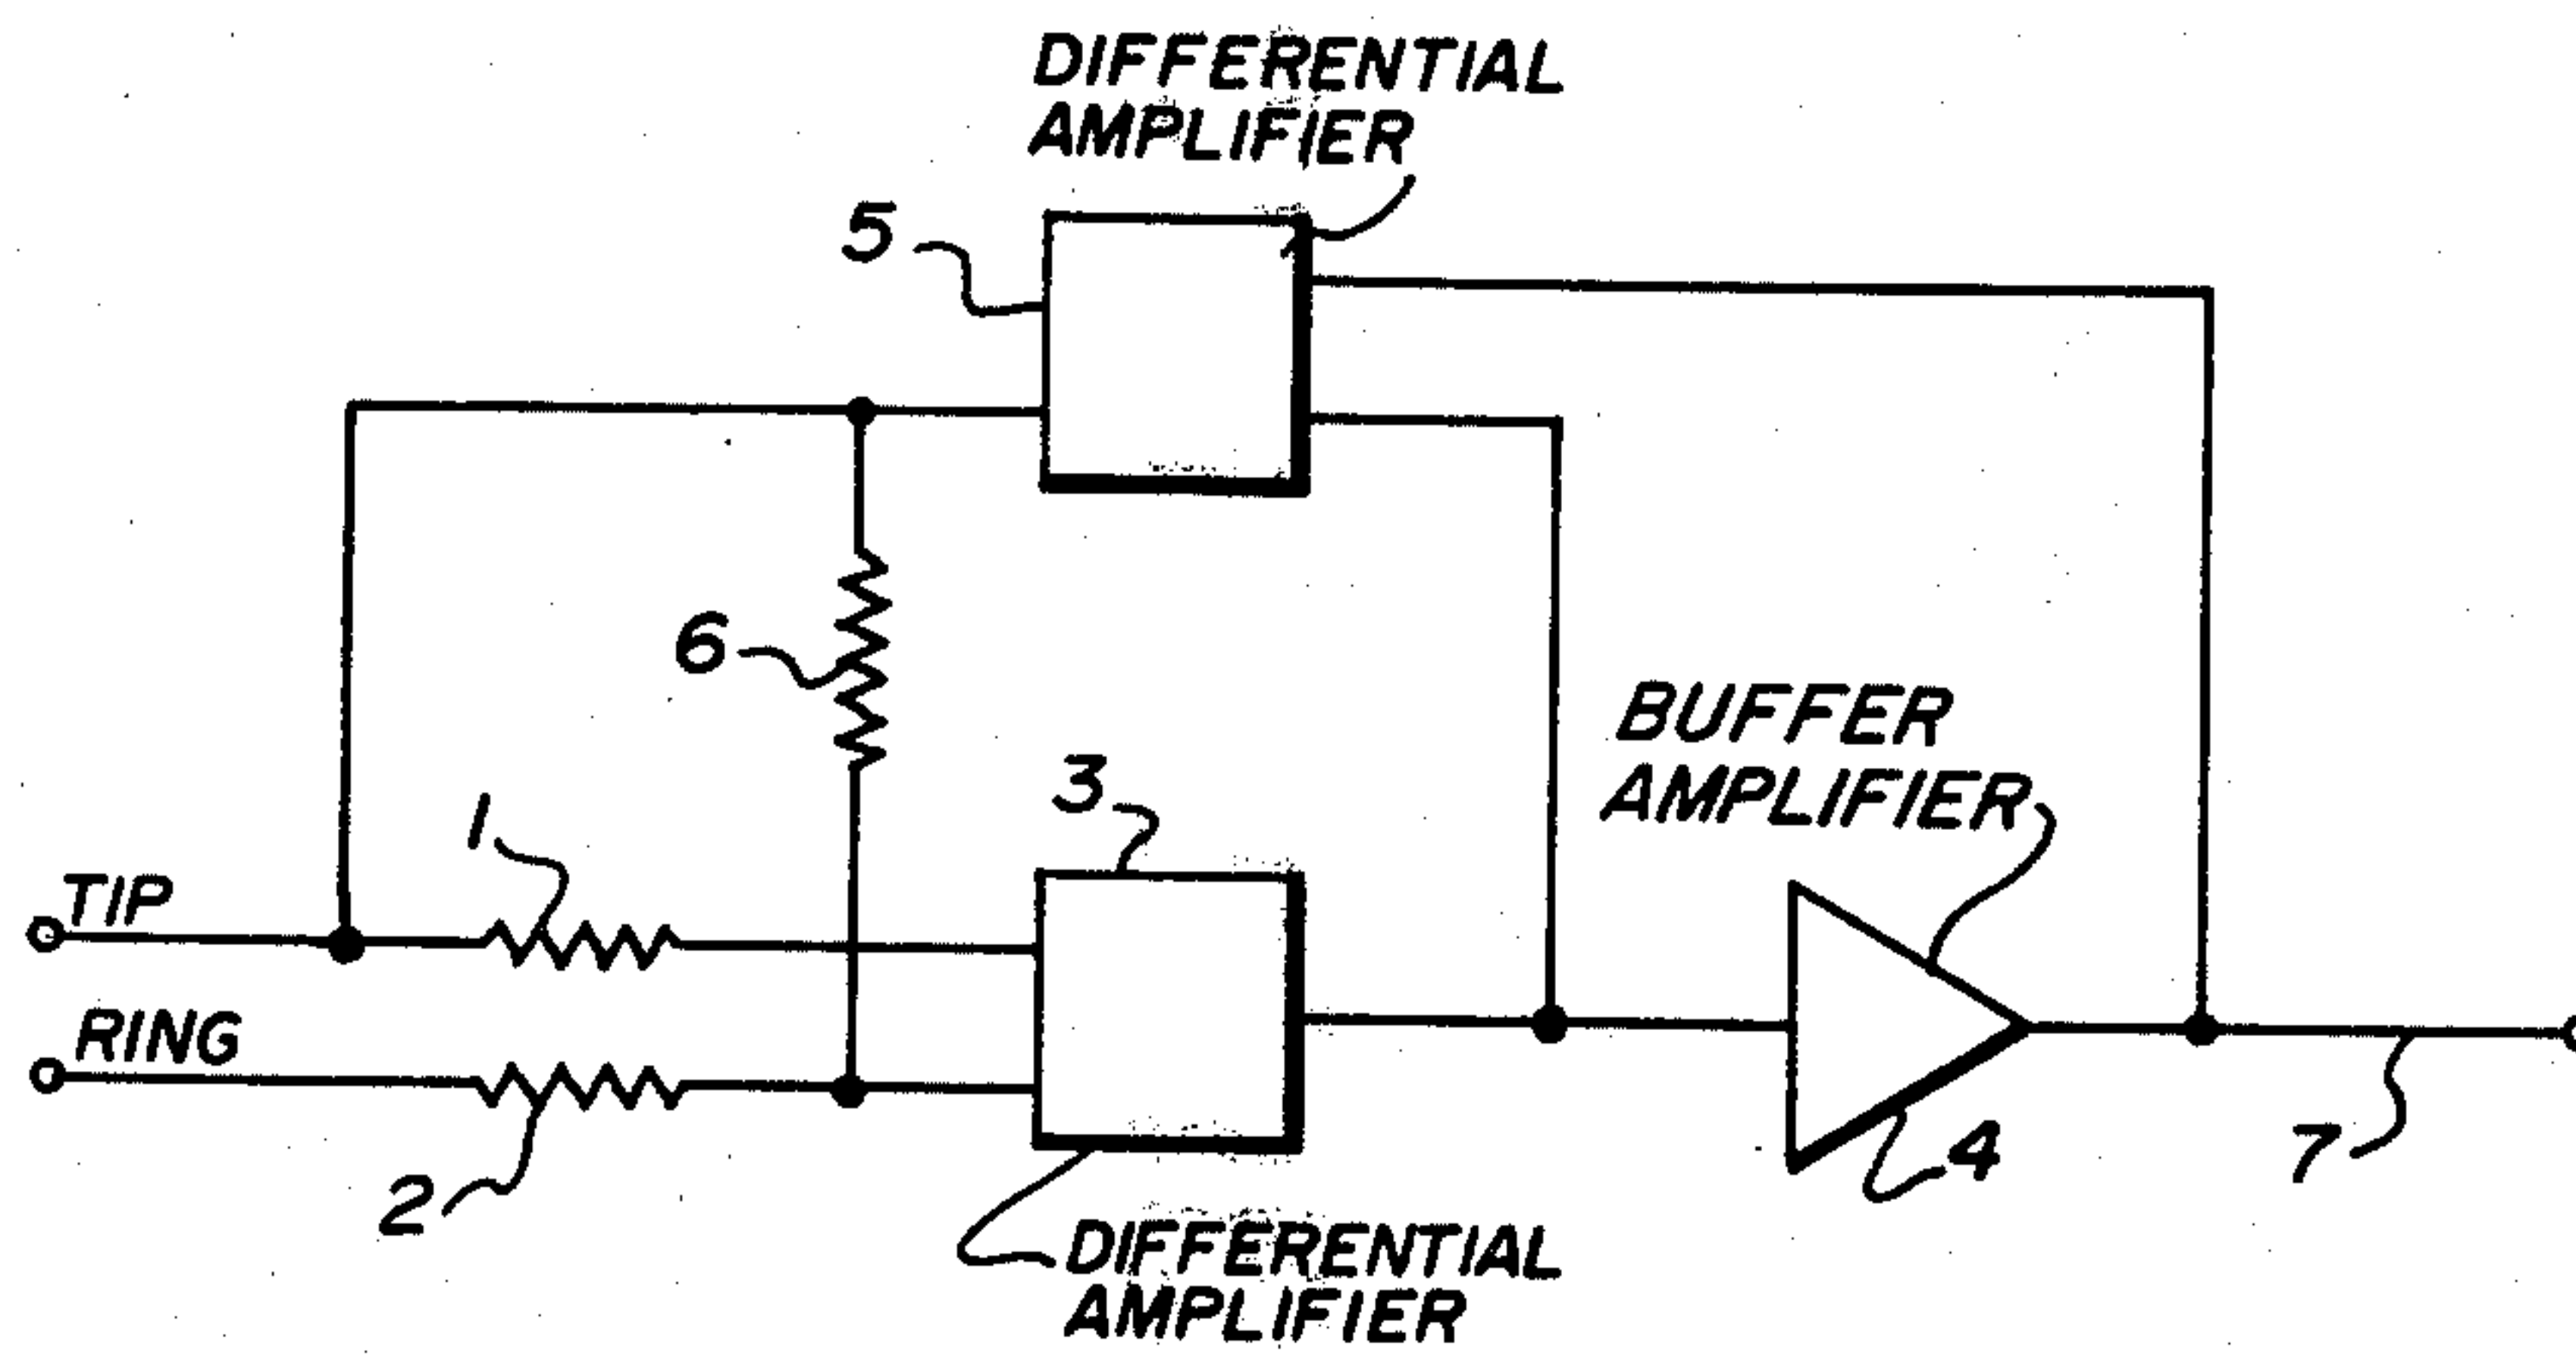 DIFFERENTIAL
AMPLIFIER
5
6
BUFFER
AMPLIFIER
3
1
TIP
RING
2
4
7
DIFFERENTIAL
AMPLIFIER